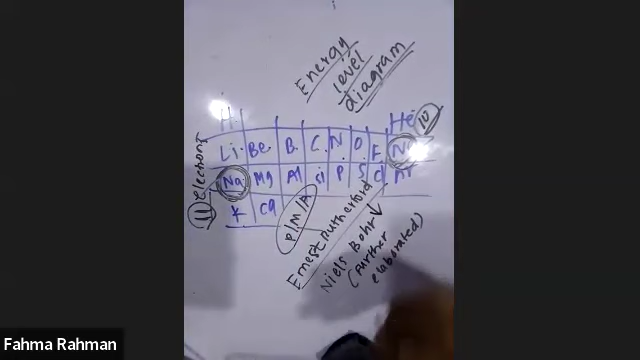 Energy
level
diagram
H He 10
Li Be B C N O F Ne
Na Mg Al Si P S Cl Ar
K Ca
11 electrons
P/M/A
Ernest Rutherford
Niels Bohr
(further
elaborated)
Fahma Rahman